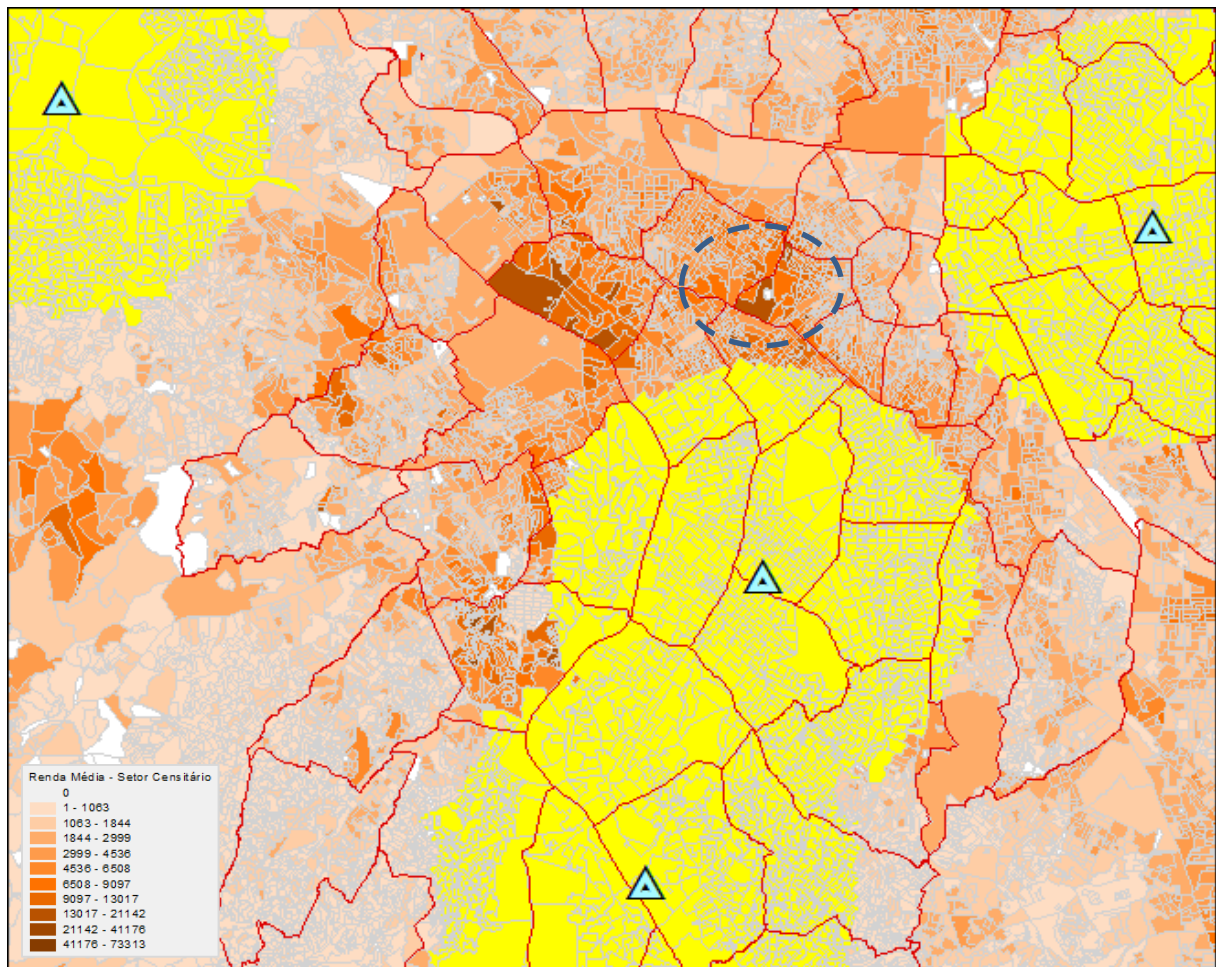 Renda Média - Setor Censitário
0
1 - 1063
1063 - 1844
1844 - 2999
2999 - 4536
4536 - 6508
6508 - 9097
9097 - 13017
13017 - 21142
21142 - 41176
41176 - 73313